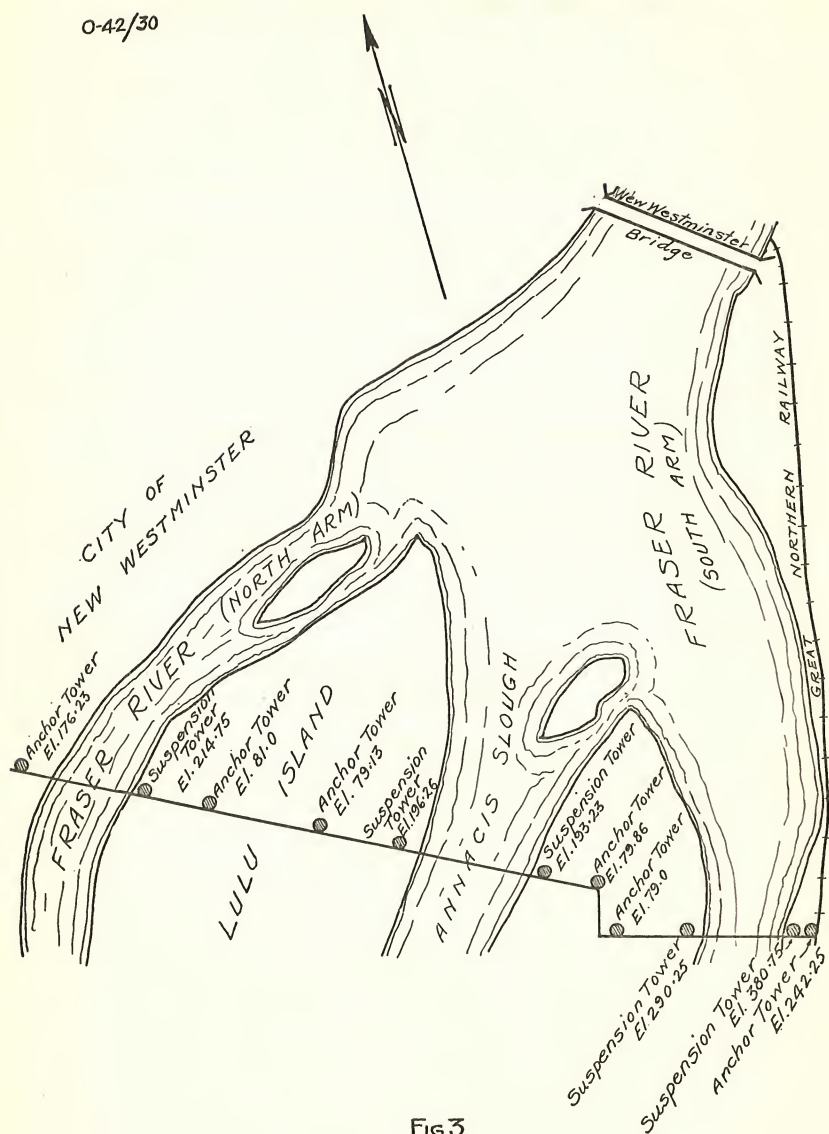 0-42/30
N
New Westminster
Bridge
GREAT NORTHERN RAILWAY
FRASER RIVER
(SOUTH ARM)
CITY OF
NEW WESTMINSTER
FRASER RIVER (NORTH ARM)
Anchor Tower
El. 176.23
Suspension
Tower
El. 214.75
Anchor Tower
El. 81.0
LULU ISLAND
Anchor Tower
El. 79.13
Suspension
Tower
El. 196.26
ANNACIS SLOUGH
Suspension Tower
El. 193.23
Anchor Tower
El. 79.86
Anchor Tower
El. 79.0
Suspension Tower
El. 290.25
Suspension Tower
El. 380.75
Anchor Tower
El. 242.25
FIG.3